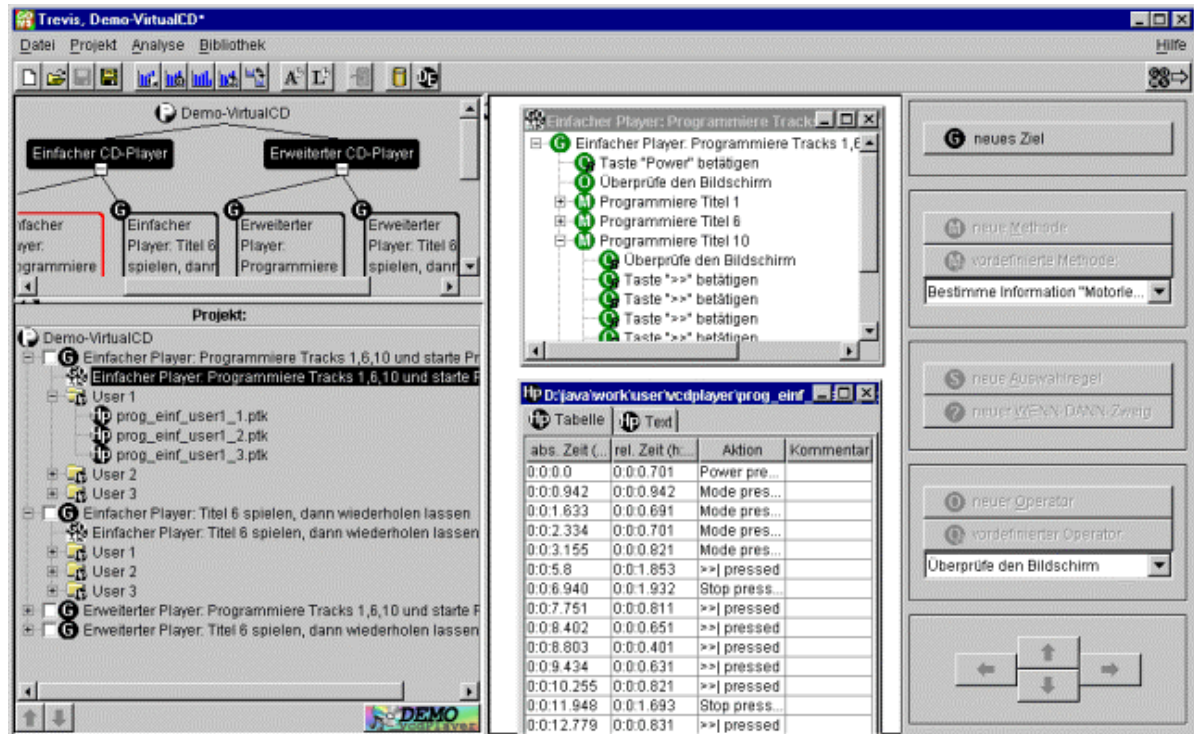 Trevis, Demo-VirtualCD*
Datei Projekt Analyse Bibliothek Hilfe
Demo-VirtualCD
Einfacher CD-Player Erweiterter CD-Player
Einfacher Erweiterter Erweiterter
Player: Titel 6 Player: Player: Titel 6
spielen, dann Programmiere spielen, dann
Projekt:
Demo-VirtualCD
Einfacher Player: Programmiere Tracks 1,6,10 und starte Pr
Einfacher Player: Programmiere Tracks 1,6,10 und starte F
User 1
prog_einf_user1_1.ptk
prog_einf_user1_2.ptk
prog_einf_user1_3.ptk
User 2
User 3
Einfacher Player: Titel 6 spielen, dann wiederholen lassen
Einfacher Player: Titel 6 spielen, dann wiederholen lassen
User 1
User 2
User 3
Erweiterter Player: Programmiere Tracks 1,6,10 und starte F
Erweiterter Player: Titel 6 spielen, dann wiederholen lassen
DEMO
vcdplayer
Einfacher Player: Programmiere Tracks
Einfacher Player: Programmiere Tracks 1,6
Taste "Power" betätigen
Überprüfe den Bildschirm
Programmiere Titel 1
Programmiere Titel 6
Programmiere Titel 10
Überprüfe den Bildschirm
Taste ">>" betätigen
Taste ">>" betätigen
Taste ">>" betätigen
Taste ">>" betätigen
D:\java\work\user\vcdplayer\prog_einf_
Tabelle Text
abs. Zeit (... rel. Zeit (h:... Aktion Kommentar
0:0:0.0 0:0:0.701 Power pre...
0:0:0.942 0:0:0.942 Mode pres...
0:0:1.633 0:0:0.691 Mode pres...
0:0:2.334 0:0:0.701 Mode pres...
0:0:3.155 0:0:0.821 Mode pres...
0:0:5.8 0:0:1.853 >>| pressed
0:0:6.940 0:0:1.932 Stop press...
0:0:7.751 0:0:0.811 >>| pressed
0:0:8.402 0:0:0.651 >>| pressed
0:0:8.803 0:0:0.401 >>| pressed
0:0:9.434 0:0:0.631 >>| pressed
0:0:10.255 0:0:0.821 >>| pressed
0:0:11.948 0:0:1.693 Stop press...
0:0:12.779 0:0:0.831 >>| pressed
neues Ziel
neue Methode
vordefinierte Methode:
Bestimme Information "Motorle...
neue Auswahlregel
neuer WENN-DANN-Zweig
neuer Operator
vordefinierter Operator:
Überprüfe den Bildschirm